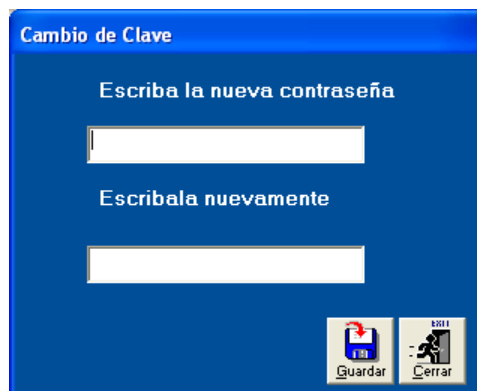 Cambio de Clave
Escriba la nueva contraseña
Escribala nuevamente
EXIT
Guardar Cerrar